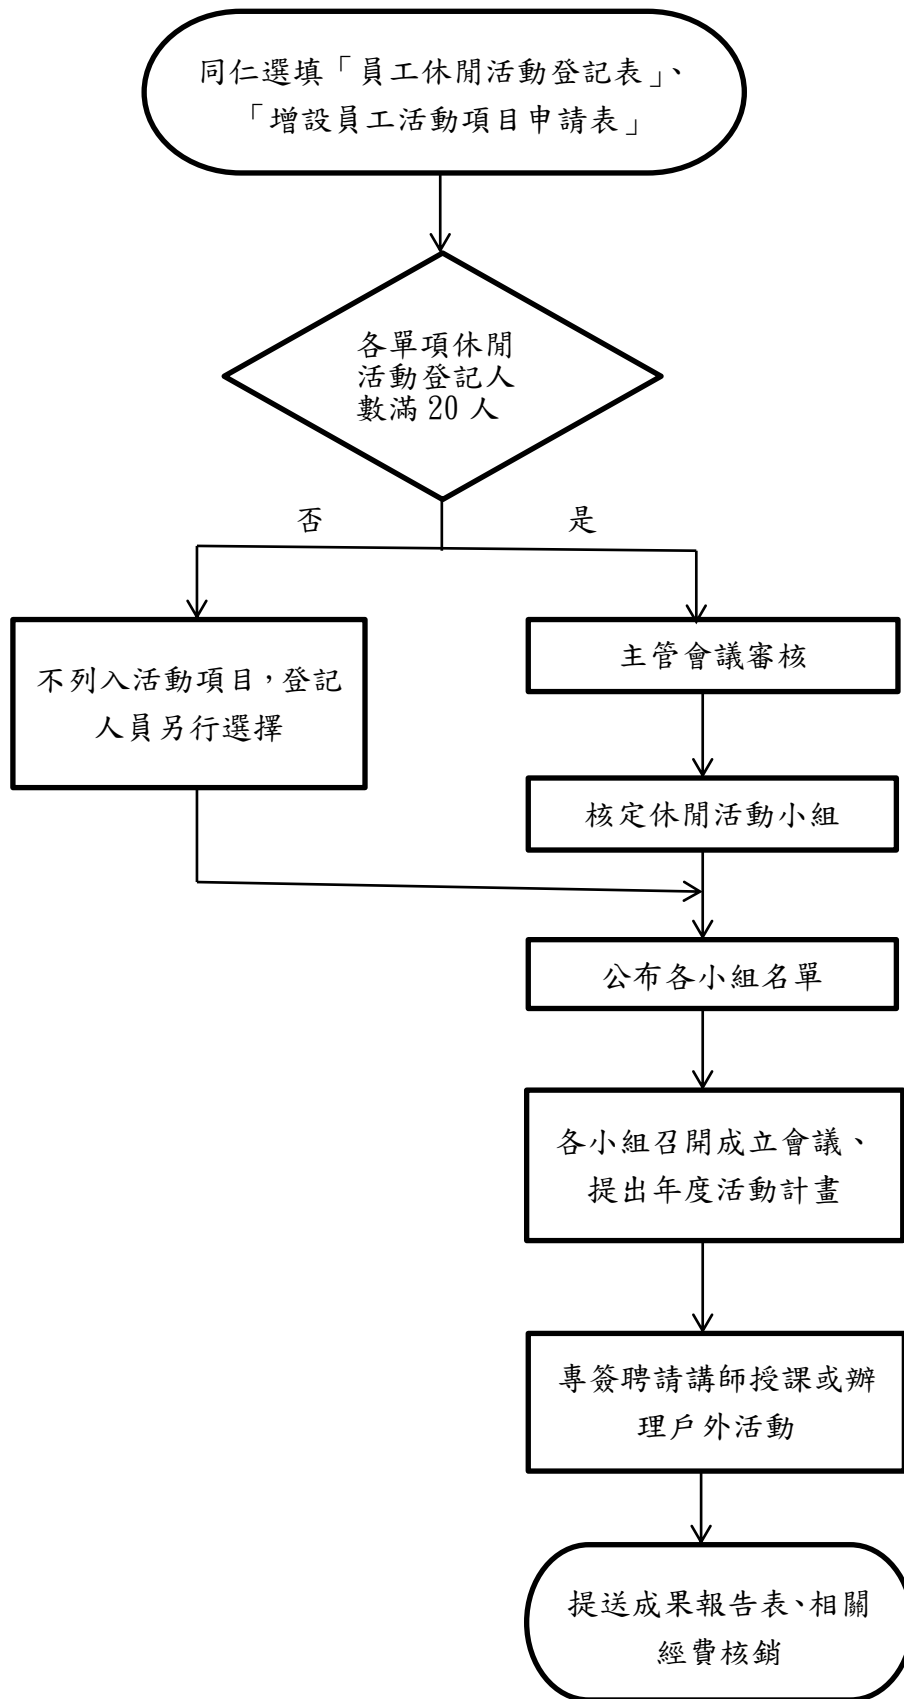 同仁選填「員工休閒活動登記表」、
「增設員工活動項目申請表」
各單項休閒
活動登記人
數滿 20 人
否
是
不列入活動項目，登記
人員另行選擇
主管會議審核
核定休閒活動小組
公布各小組名單
各小組召開成立會議、
提出年度活動計畫
專簽聘請講師授課或辦
理戶外活動
提送成果報告表、相關
經費核銷